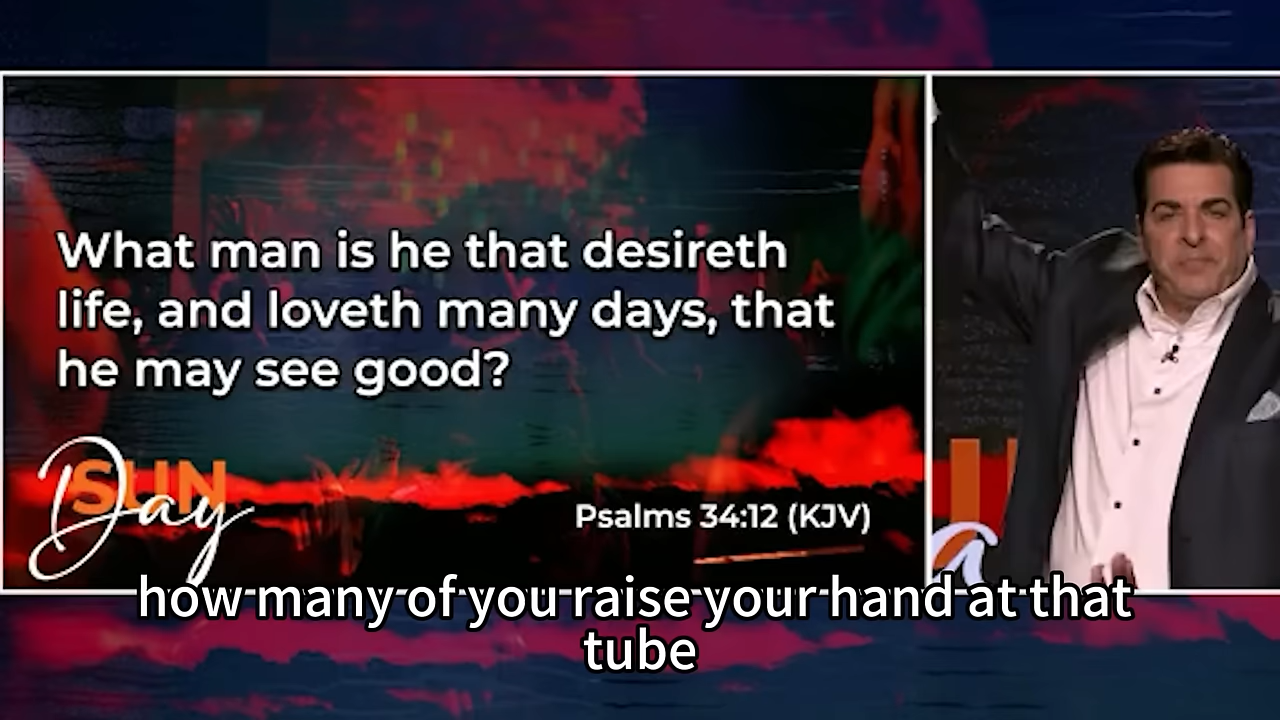 What man is he that desireth
life, and loveth many days, that
he may see good?
SUN
Day
Psalms 34:12 (KJV)
how many of you raise your hand at that
tube